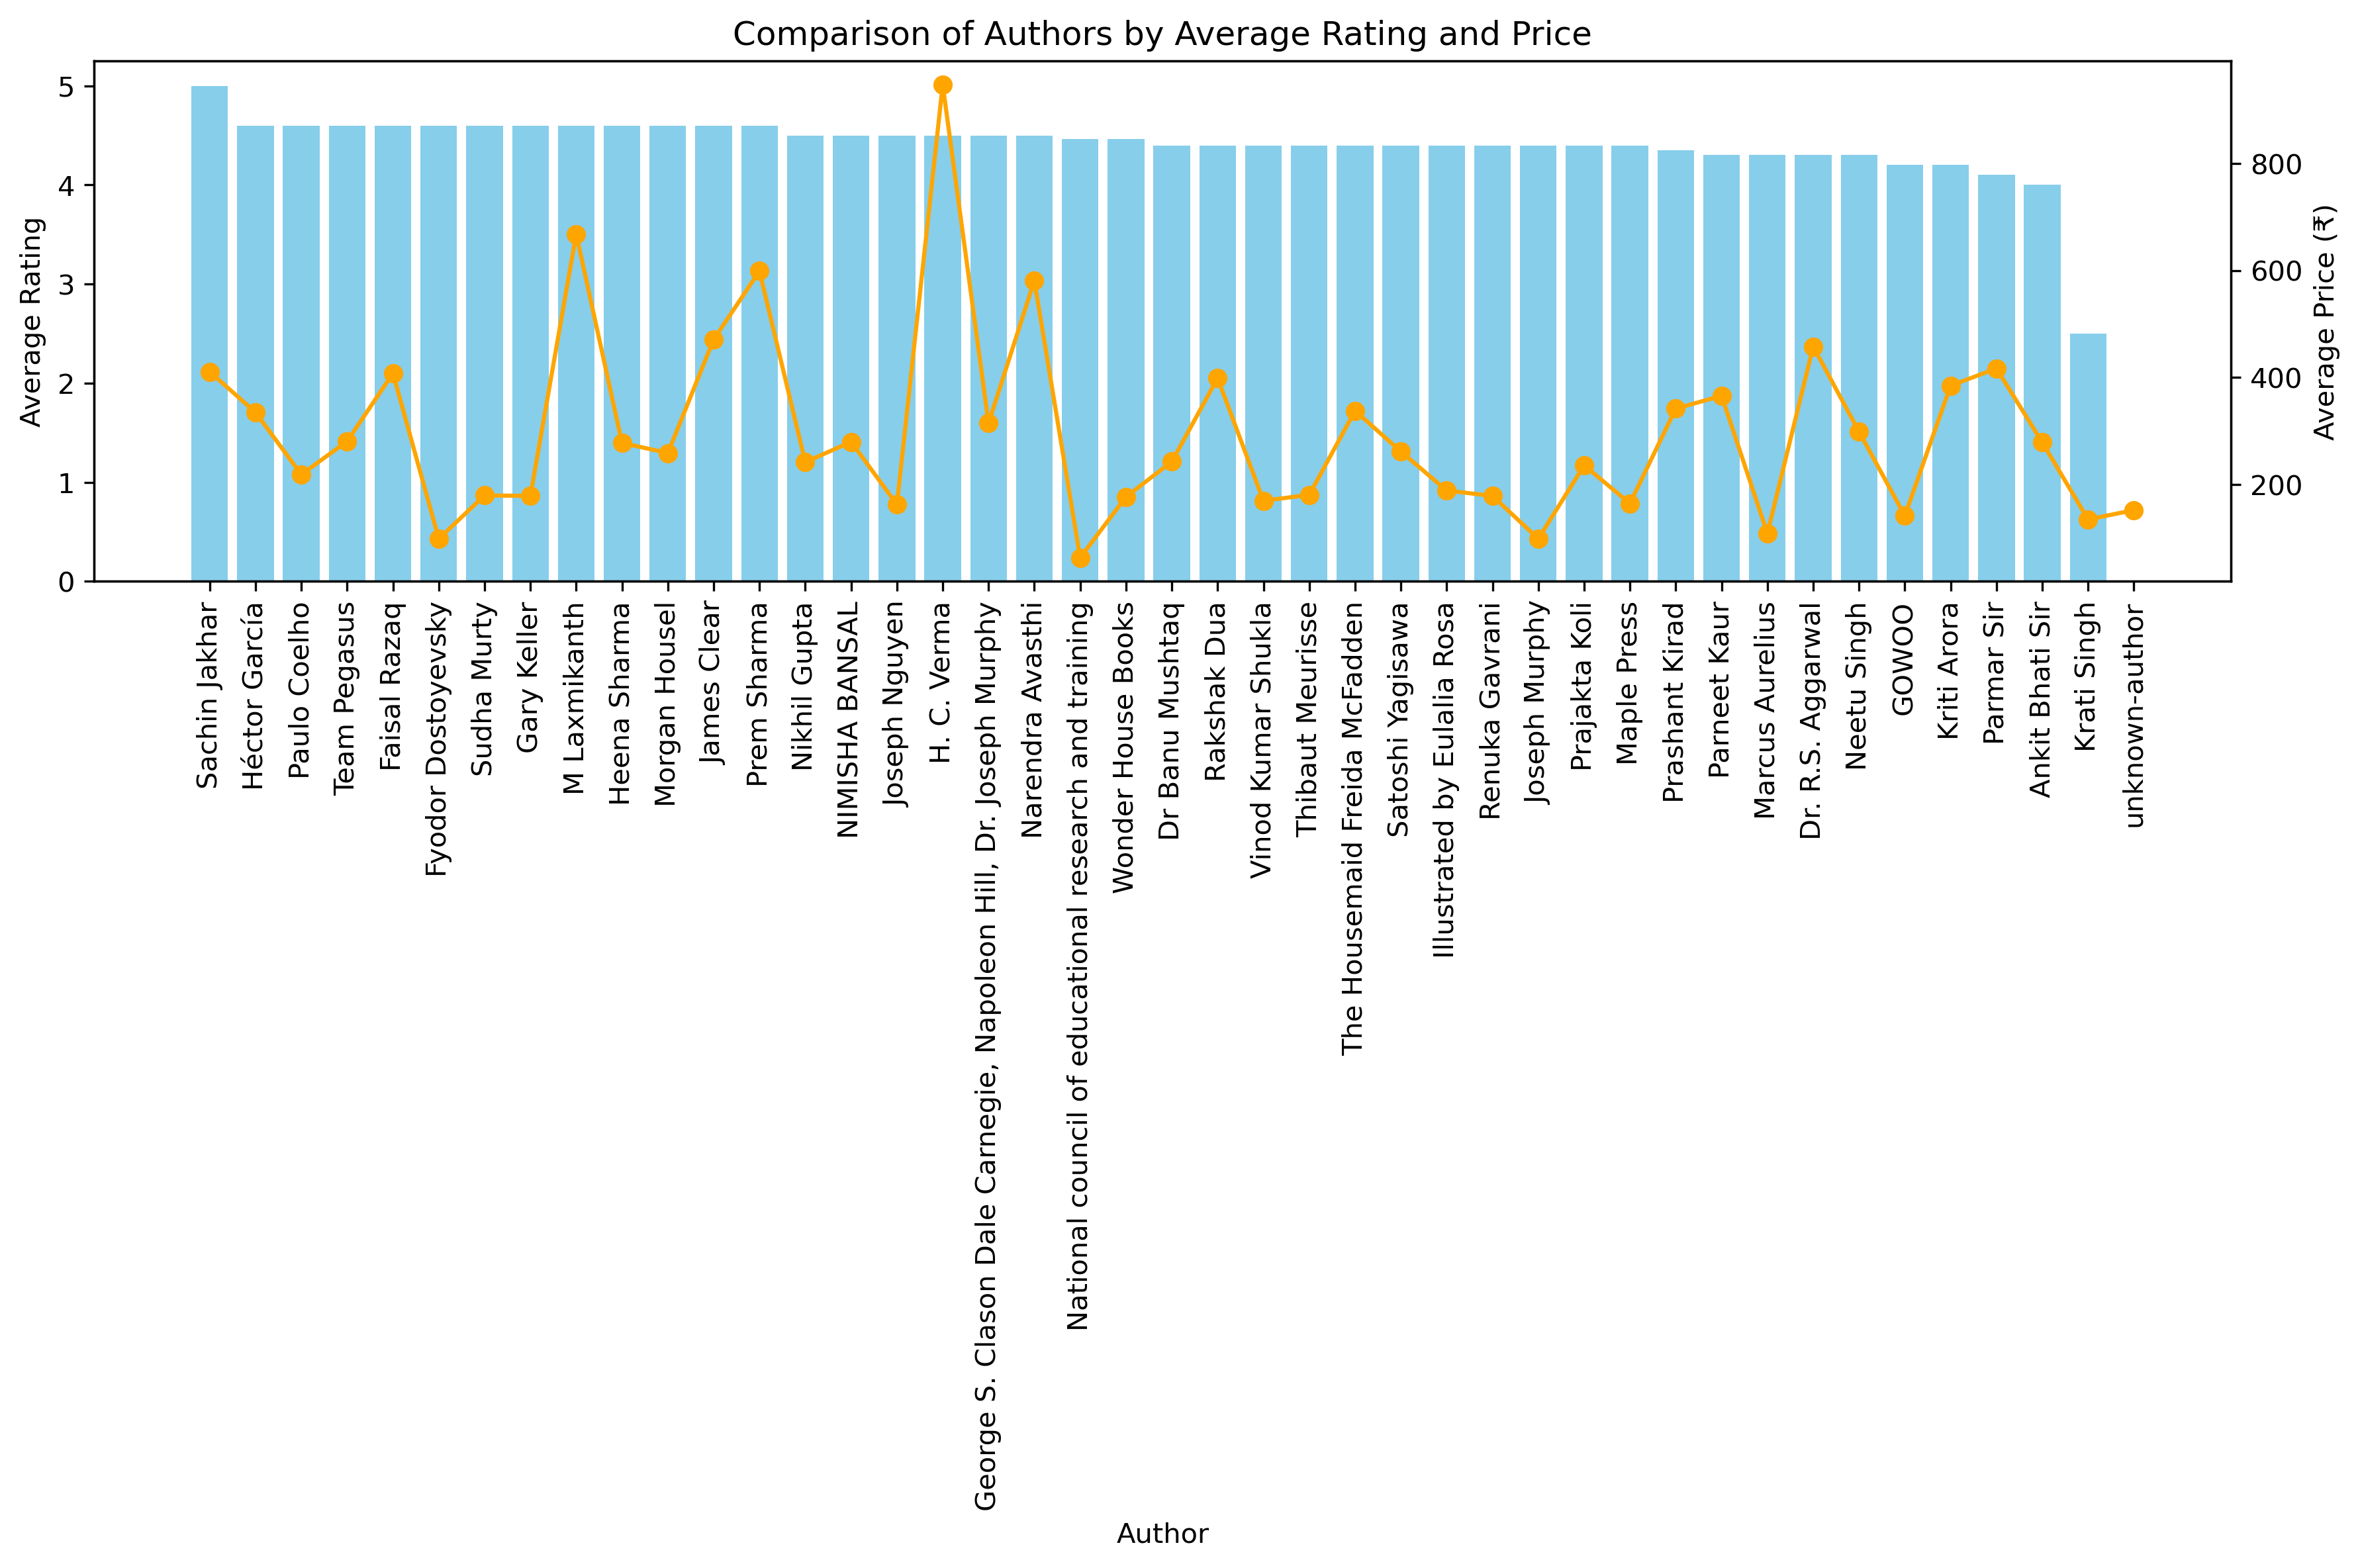 Comparison of Authors by Average Rating and Price
Average Rating
5
4
3
2
1
0
800
600
400
200
Average Price (₹)
Sachin Jakhar
Héctor García
Paulo Coelho
Team Pegasus
Faisal Razaq
Fyodor Dostoyevsky
Sudha Murty
Gary Keller
M Laxmikanth
Heena Sharma
Morgan Housel
James Clear
Prem Sharma
Nikhil Gupta
NIMISHA BANSAL
Joseph Nguyen
H. C. Verma
George S. Clason Dale Carnegie, Napoleon Hill, Dr. Joseph Murphy
Narendra Avasthi
National council of educational research and training
Wonder House Books
Dr Banu Mushtaq
Rakshak Dua
Vinod Kumar Shukla
Thibaut Meurisse
The Housemaid Freida McFadden
Satoshi Yagisawa
Illustrated by Eulalia Rosa
Renuka Gavrani
Joseph Murphy
Prajakta Koli
Maple Press
Prashant Kirad
Parneet Kaur
Marcus Aurelius
Dr. R.S. Aggarwal
Neetu Singh
GOWOO
Kriti Arora
Parmar Sir
Ankit Bhati Sir
Krati Singh
unknown-author
Author